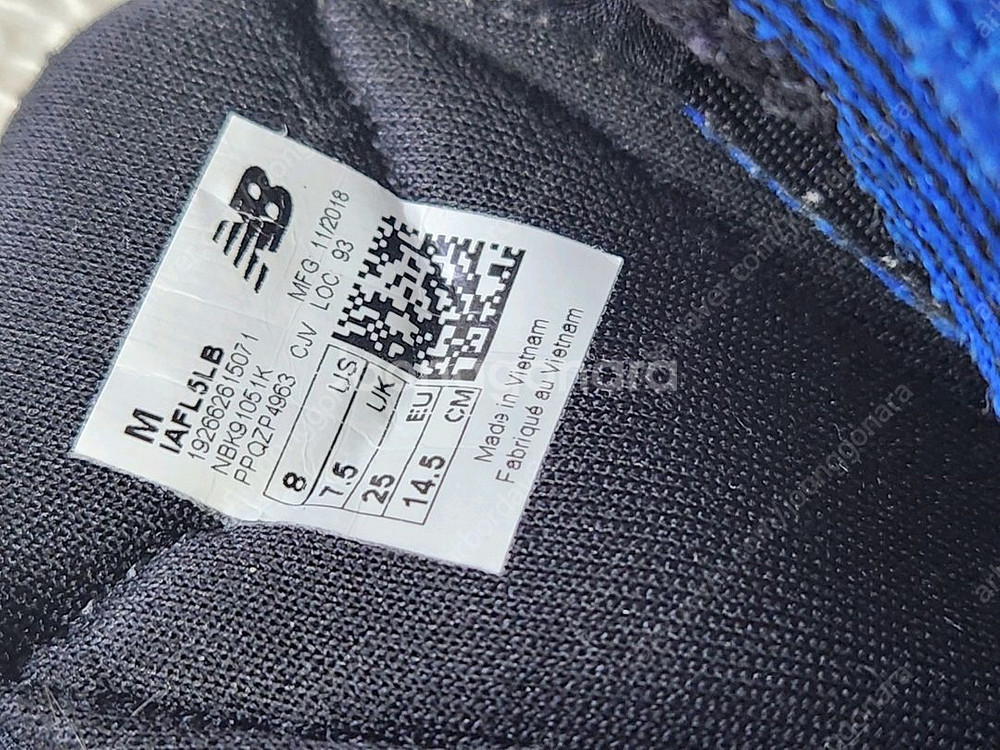 NB
MFG 11/2018
LOC: 93
M
IAFL5LB
192662615071
NBK91051K
PPQZP4963 CJV
8 US
7.5 UK
25 EU
14.5 CM
Made in Vietnam
Fabriqué au Vietnam